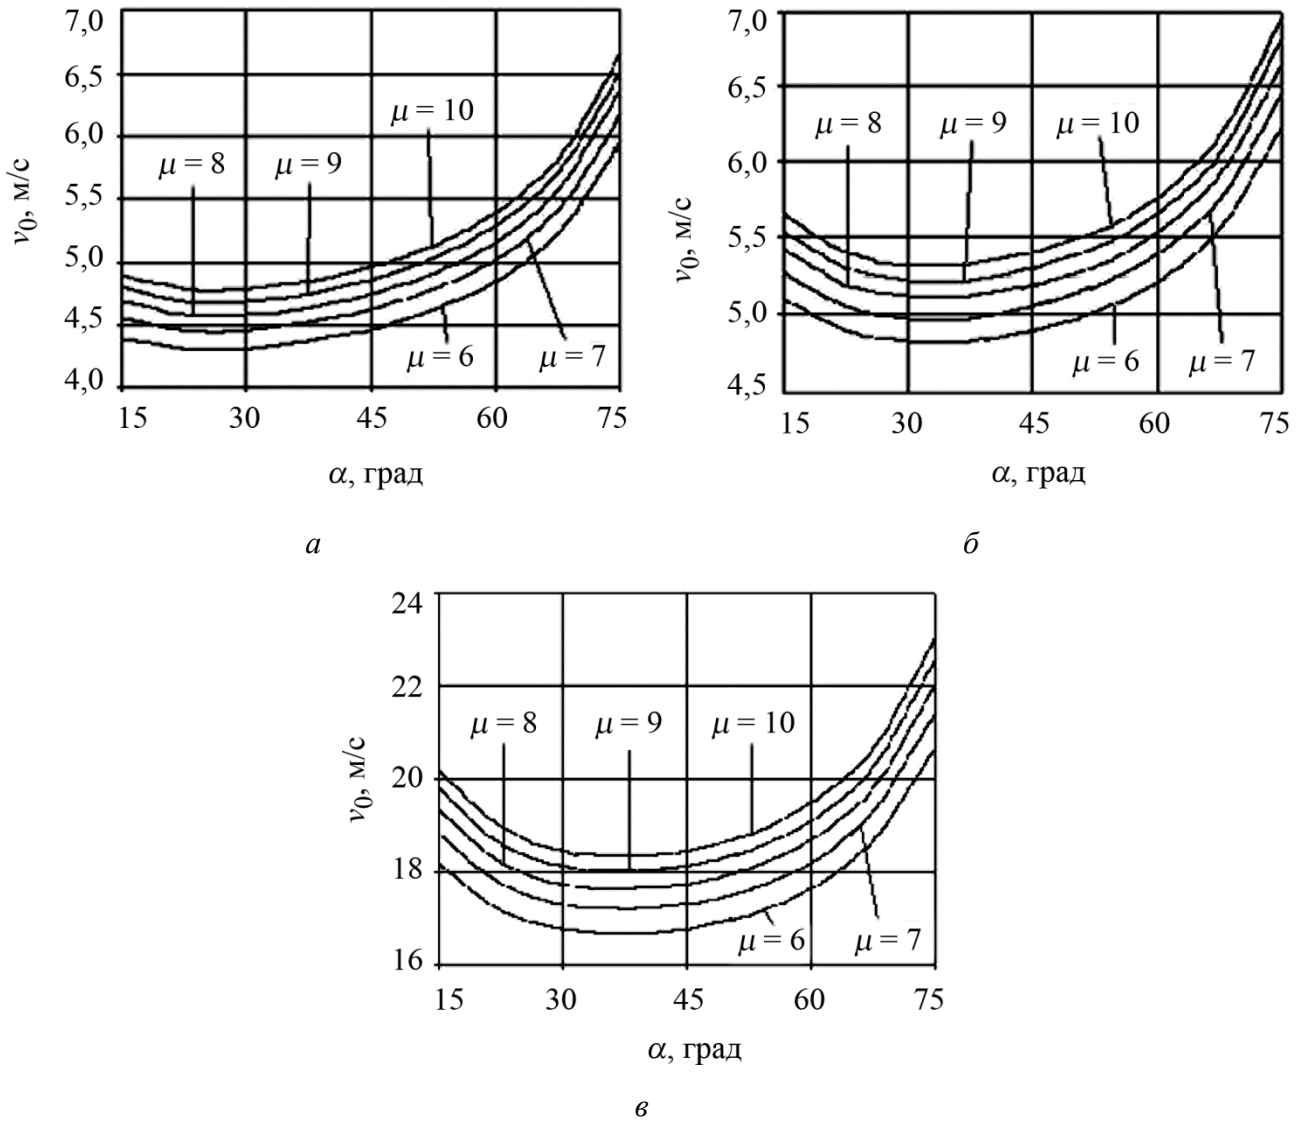 7,0
6,5
6,0
5,5
5,0
4,5
4,0
v0, м/с
μ = 10
μ = 8
μ = 9
μ = 6
μ = 7
15 30 45 60 75
α, град
а
7,0
6,5
6,0
5,5
5,0
4,5
v0, м/с
μ = 8
μ = 9
μ = 10
μ = 6
μ = 7
15 30 45 60 75
α, град
б
24
22
20
18
16
v0, м/с
μ = 8
μ = 9
μ = 10
μ = 6
μ = 7
15 30 45 60 75
α, град
в